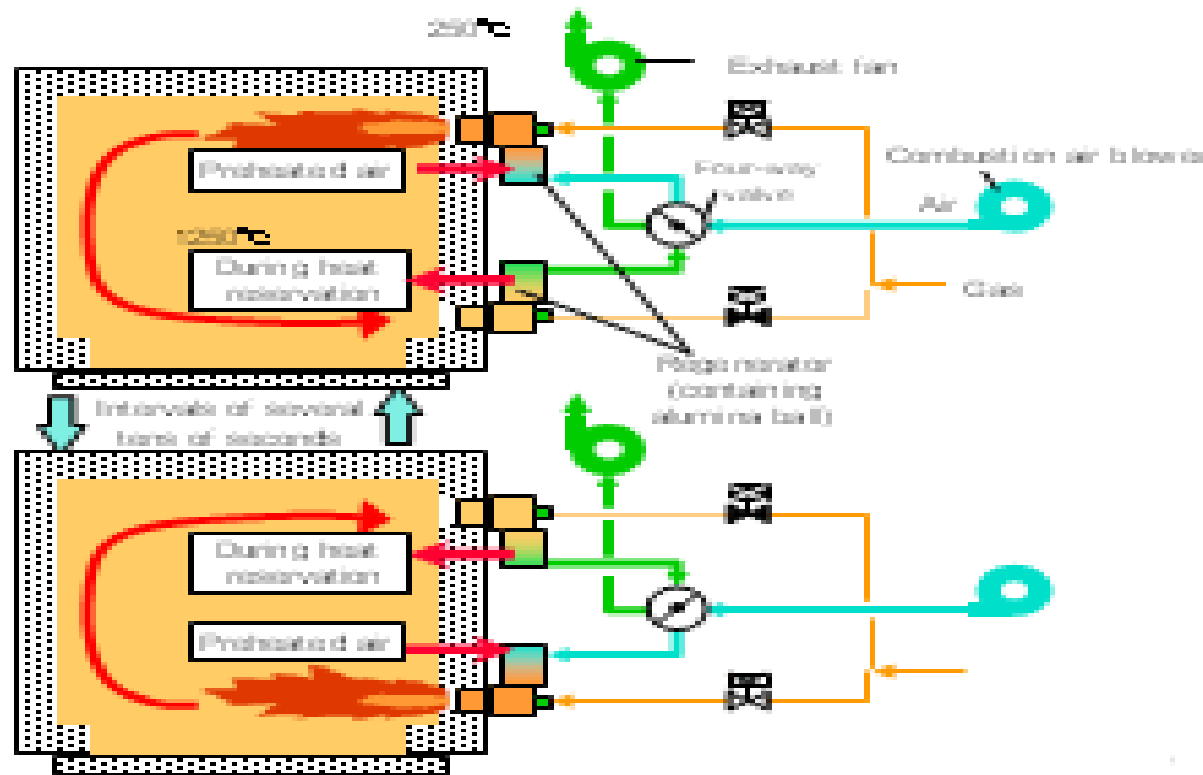 250℃
Exhaust fan
Preheated air
Four-way
valve
Combustion air blower
Air
1250℃
During heat
reservation
Gas
Regenerator
(containing
alumina ball)
Intervals of several
tens of seconds
During heat
reservation
Preheated air